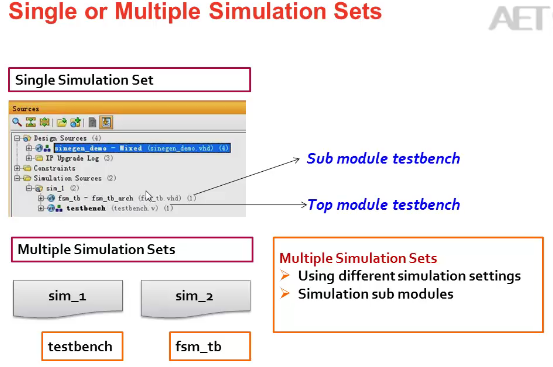 Single or Multiple Simulation Sets
AET
Single Simulation Set
Sources
Design Sources (4)
sinegen_demo - Mixed (sinegen_demo.vhd) (4)
IP Upgrade Log (3)
Constraints
Simulation Sources (2)
sim_1 (2)
fsm_tb - fsm_tb_arch (fsm_tb.vhd) (1)
testbench (testbench.v) (1)
Sub module testbench
Top module testbench
Multiple Simulation Sets
sim_1
sim_2
testbench
fsm_tb
Multiple Simulation Sets
Using different simulation settings
Simulation sub modules